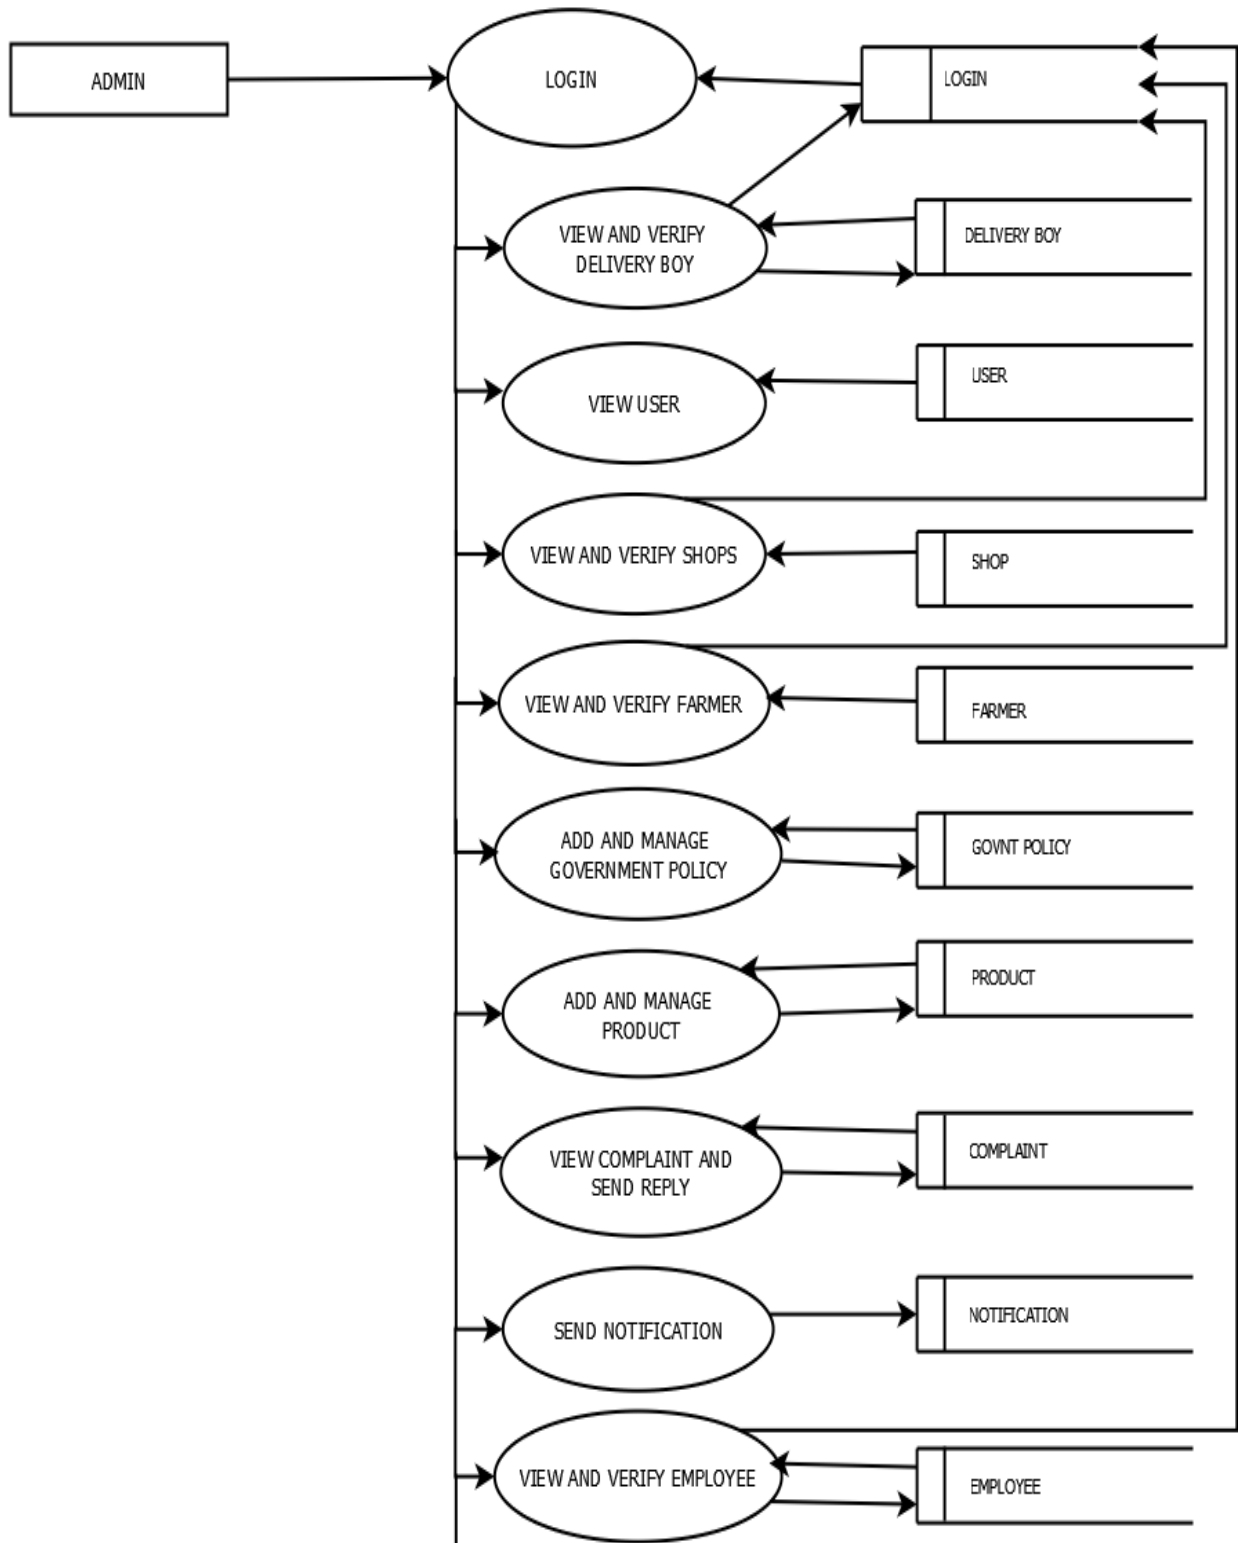 ADMIN
LOGIN
LOGIN
VIEW AND VERIFY
DELIVERY BOY
DELIVERY BOY
VIEW USER
USER
VIEW AND VERIFY SHOPS
SHOP
VIEW AND VERIFY FARMER
FARMER
ADD AND MANAGE
GOVERNMENT POLICY
GOVNT POLICY
ADD AND MANAGE
PRODUCT
PRODUCT
VIEW COMPLAINT AND
SEND REPLY
COMPLAINT
SEND NOTIFICATION
NOTIFICATION
VIEW AND VERIFY EMPLOYEE
EMPLOYEE